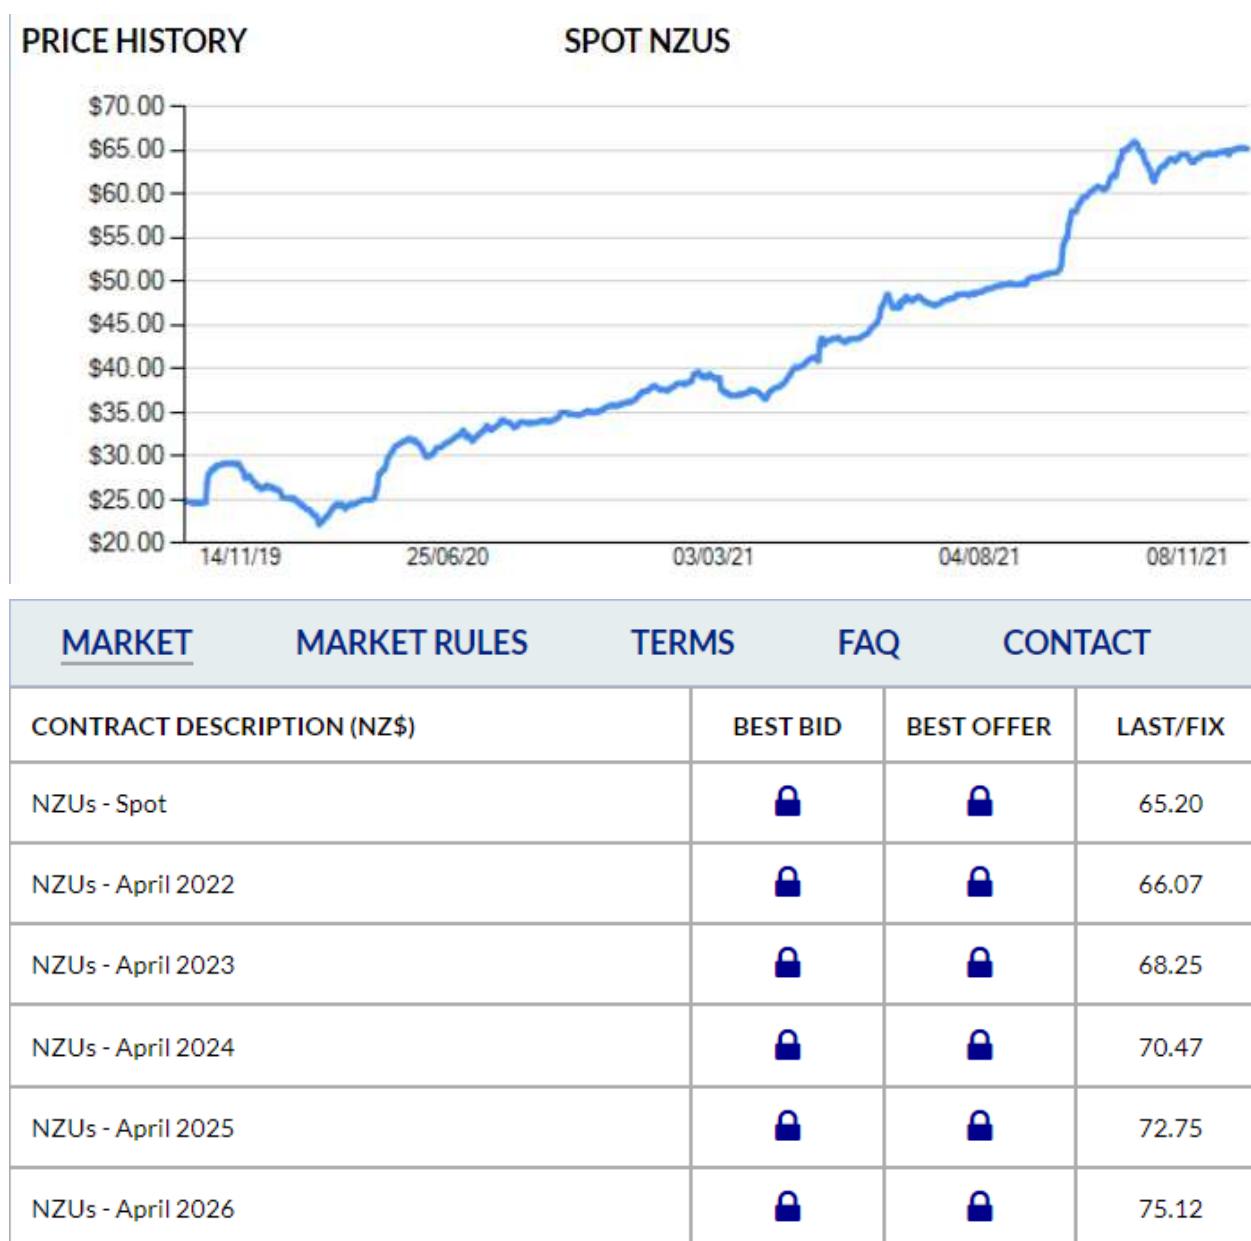 PRICE HISTORY SPOT NZUS
$70.00
$65.00
$60.00
$55.00
$50.00
$45.00
$40.00
$35.00
$30.00
$25.00
$20.00
14/11/19 25/06/20 03/03/21 04/08/21 08/11/21
MARKET MARKET RULES TERMS FAQ CONTACT
CONTRACT DESCRIPTION (NZ$) BEST BID BEST OFFER LAST/FIX
NZUs - Spot 65.20
NZUs - April 2022 66.07
NZUs - April 2023 68.25
NZUs - April 2024 70.47
NZUs - April 2025 72.75
NZUs - April 2026 75.12